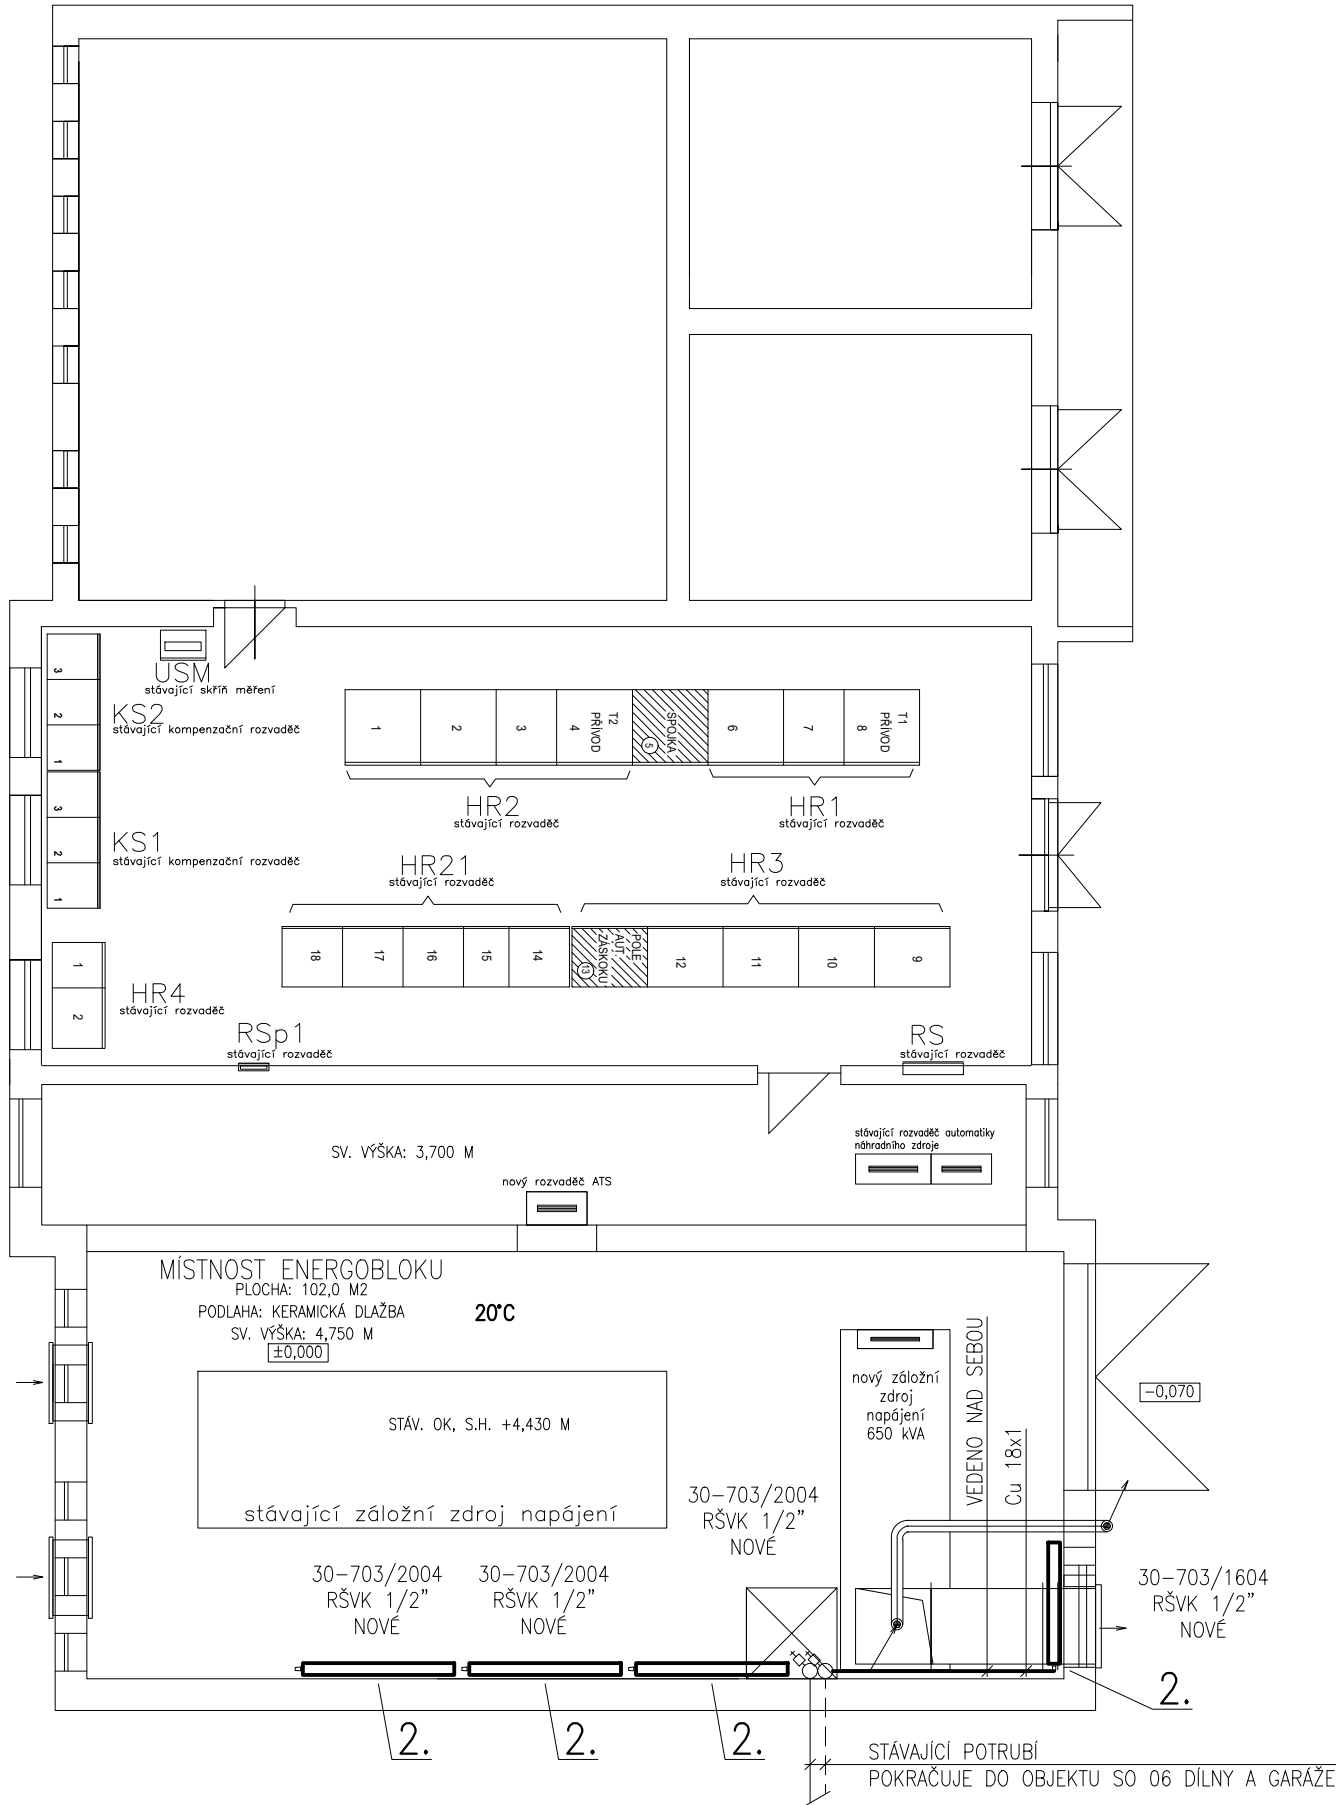 USM
stávající skříň měření
3
2
1
KS2
stávající kompenzační rozvaděč
3
2
1
KS1
stávající kompenzační rozvaděč
1
2
HR4
stávající rozvaděč
1
2
3
4
T2
PŘÍVOD
SPOJKA
5
6
7
8
T1
PŘÍVOD
HR2
stávající rozvaděč
HR1
stávající rozvaděč
HR21
stávající rozvaděč
HR3
stávající rozvaděč
18
17
16
15
14
POLE
AUT.
ZÁSKOKU
13
12
11
10
9
RSp1
stávající rozvaděč
RS
stávající rozvaděč
SV. VÝŠKA: 3,700 M
stávající rozvaděč automatiky
náhradního zdroje
nový rozvaděč ATS
MÍSTNOST ENERGOBLOKU
PLOCHA: 102,0 M2
PODLAHA: KERAMICKÁ DLAŽBA
SV. VÝŠKA: 4,750 M
±0,000
20°C
STÁV. OK, S.H. +4,430 M
stávající záložní zdroj napájení
nový záložní
zdroj
napájení
650 kVA
VEDENO NAD SEBOU
Cu 18x1
-0,070
30-703/2004
RŠVK 1/2"
NOVÉ
30-703/2004
RŠVK 1/2"
NOVÉ
30-703/2004
RŠVK 1/2"
NOVÉ
30-703/1604
RŠVK 1/2"
NOVÉ
2.
2.
2.
2.
STÁVAJÍCÍ POTRUBÍ
POKRAČUJE DO OBJEKTU SO 06 DÍLNY A GARÁŽE